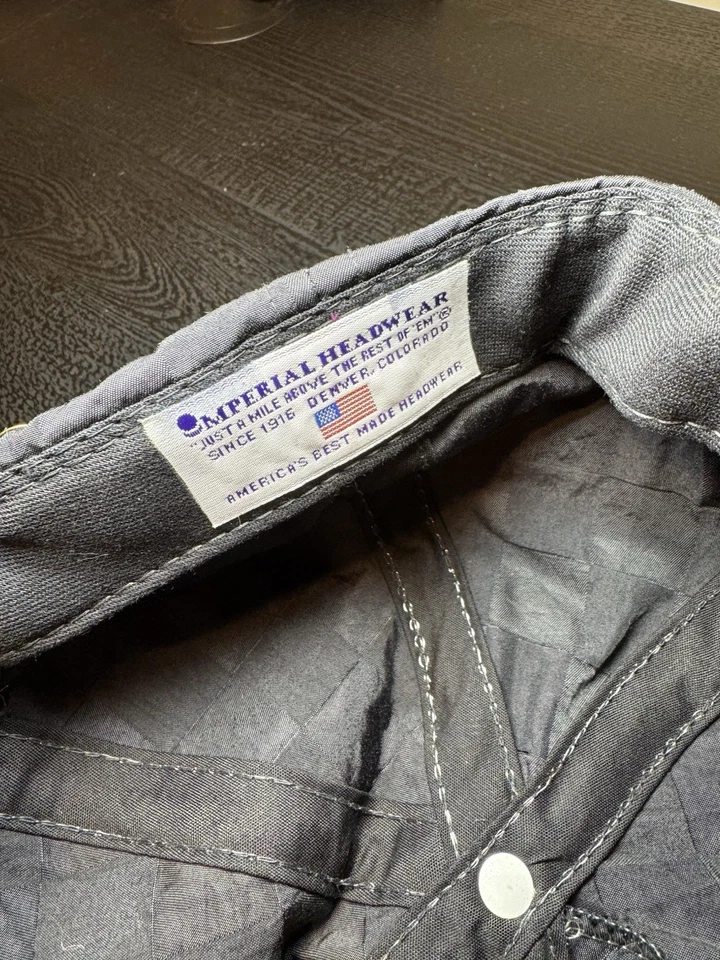 IMPERIAL HEADWEAR
"JUST A MILE ABOVE THE REST OF 'EM"®
SINCE 1916 DENVER, COLORADO
AMERICA'S BEST MADE HEADWEAR